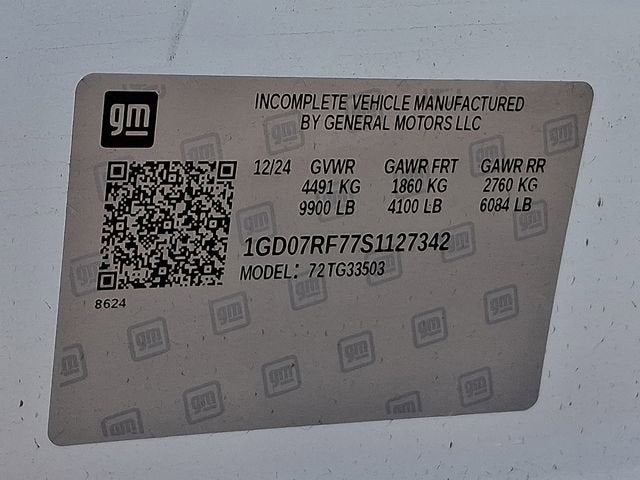 gm
INCOMPLETE VEHICLE MANUFACTURED
BY GENERAL MOTORS LLC
12/24 GVWR GAWR FRT GAWR RR
4491 KG 1860 KG 2760 KG
9900 LB 4100 LB 6084 LB
1GD07RF77S1127342
MODEL: 72TG33503
8624